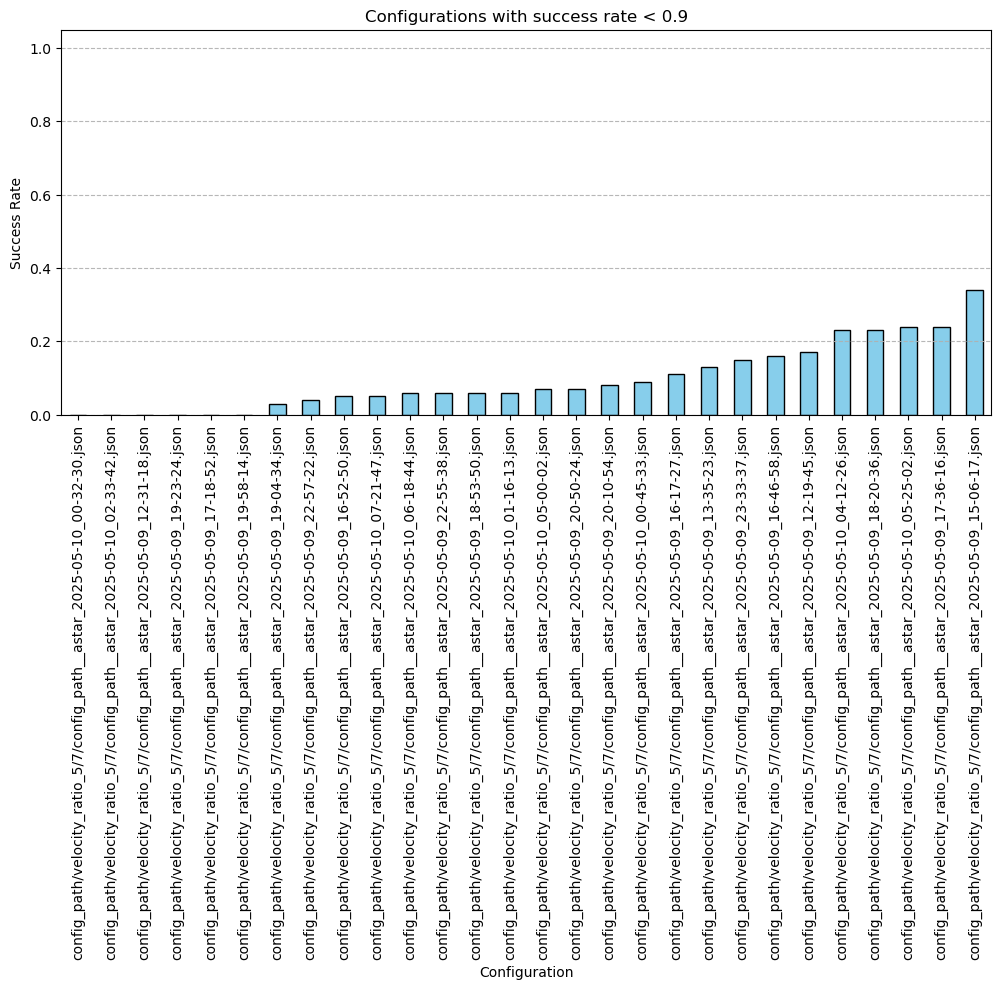 Configurations with success rate < 0.9
Success Rate
1.0
0.8
0.6
0.4
0.2
0.0
config_path/velocity_ratio_5/7/config_path__astar_2025-05-10_00-32-30.json
config_path/velocity_ratio_5/7/config_path__astar_2025-05-10_02-33-42.json
config_path/velocity_ratio_5/7/config_path__astar_2025-05-09_12-31-18.json
config_path/velocity_ratio_5/7/config_path__astar_2025-05-09_19-23-24.json
config_path/velocity_ratio_5/7/config_path__astar_2025-05-09_17-18-52.json
config_path/velocity_ratio_5/7/config_path__astar_2025-05-09_19-58-14.json
config_path/velocity_ratio_5/7/config_path__astar_2025-05-09_19-04-34.json
config_path/velocity_ratio_5/7/config_path__astar_2025-05-09_22-57-22.json
config_path/velocity_ratio_5/7/config_path__astar_2025-05-09_16-52-50.json
config_path/velocity_ratio_5/7/config_path__astar_2025-05-10_07-21-47.json
config_path/velocity_ratio_5/7/config_path__astar_2025-05-10_06-18-44.json
config_path/velocity_ratio_5/7/config_path__astar_2025-05-09_22-55-38.json
config_path/velocity_ratio_5/7/config_path__astar_2025-05-09_18-53-50.json
config_path/velocity_ratio_5/7/config_path__astar_2025-05-10_01-16-13.json
config_path/velocity_ratio_5/7/config_path__astar_2025-05-10_05-00-02.json
config_path/velocity_ratio_5/7/config_path__astar_2025-05-09_20-50-24.json
config_path/velocity_ratio_5/7/config_path__astar_2025-05-09_20-10-54.json
config_path/velocity_ratio_5/7/config_path__astar_2025-05-10_00-45-33.json
config_path/velocity_ratio_5/7/config_path__astar_2025-05-09_16-17-27.json
config_path/velocity_ratio_5/7/config_path__astar_2025-05-09_13-35-23.json
config_path/velocity_ratio_5/7/config_path__astar_2025-05-09_23-33-37.json
config_path/velocity_ratio_5/7/config_path__astar_2025-05-09_16-46-58.json
config_path/velocity_ratio_5/7/config_path__astar_2025-05-09_12-19-45.json
config_path/velocity_ratio_5/7/config_path__astar_2025-05-10_04-12-26.json
config_path/velocity_ratio_5/7/config_path__astar_2025-05-09_18-20-36.json
config_path/velocity_ratio_5/7/config_path__astar_2025-05-10_05-25-02.json
config_path/velocity_ratio_5/7/config_path__astar_2025-05-09_17-36-16.json
config_path/velocity_ratio_5/7/config_path__astar_2025-05-09_15-06-17.json
Configuration